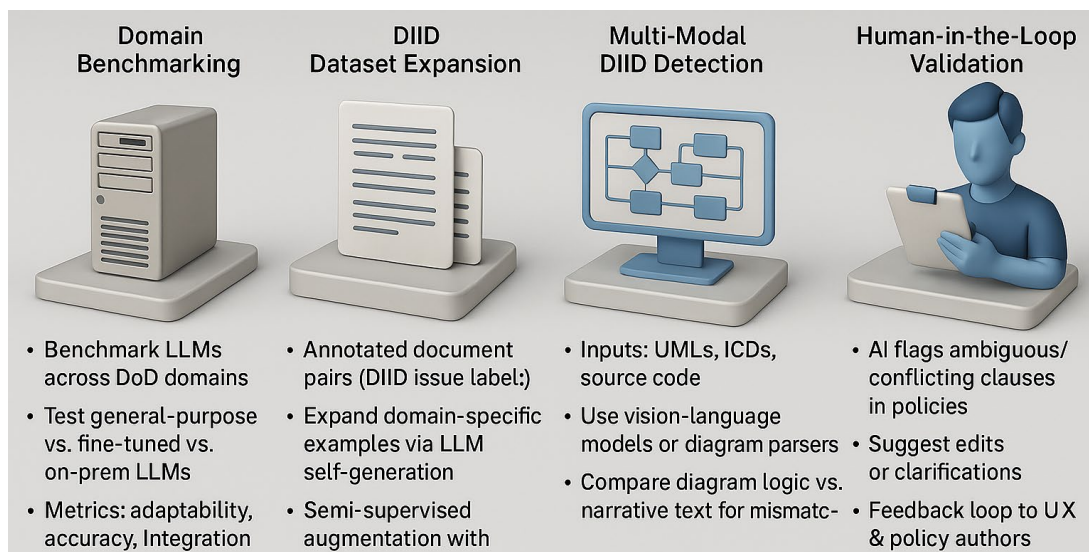 Domain
Benchmarking
• Benchmark LLMs
across DoD domains
• Test general-purpose
vs. fine-tuned vs.
on-prem LLMs
• Metrics: adaptability,
accuracy, Integration
DIID
Dataset Expansion
• Annotated document
pairs (DIID issue label:)
• Expand domain-specific
examples via LLM
self-generation
• Semi-supervised
augmentation with
Multi-Modal
DIID Detection
• Inputs: UMLs, ICDs,
source code
• Use vision-language
models or diagram parsers
• Compare diagram logic vs.
narrative text for mismatc-
Human-in-the-Loop
Validation
• AI flags ambiguous/
conflicting clauses
in policies
• Suggest edits
or clarifications
• Feedback loop to UX
& policy authors